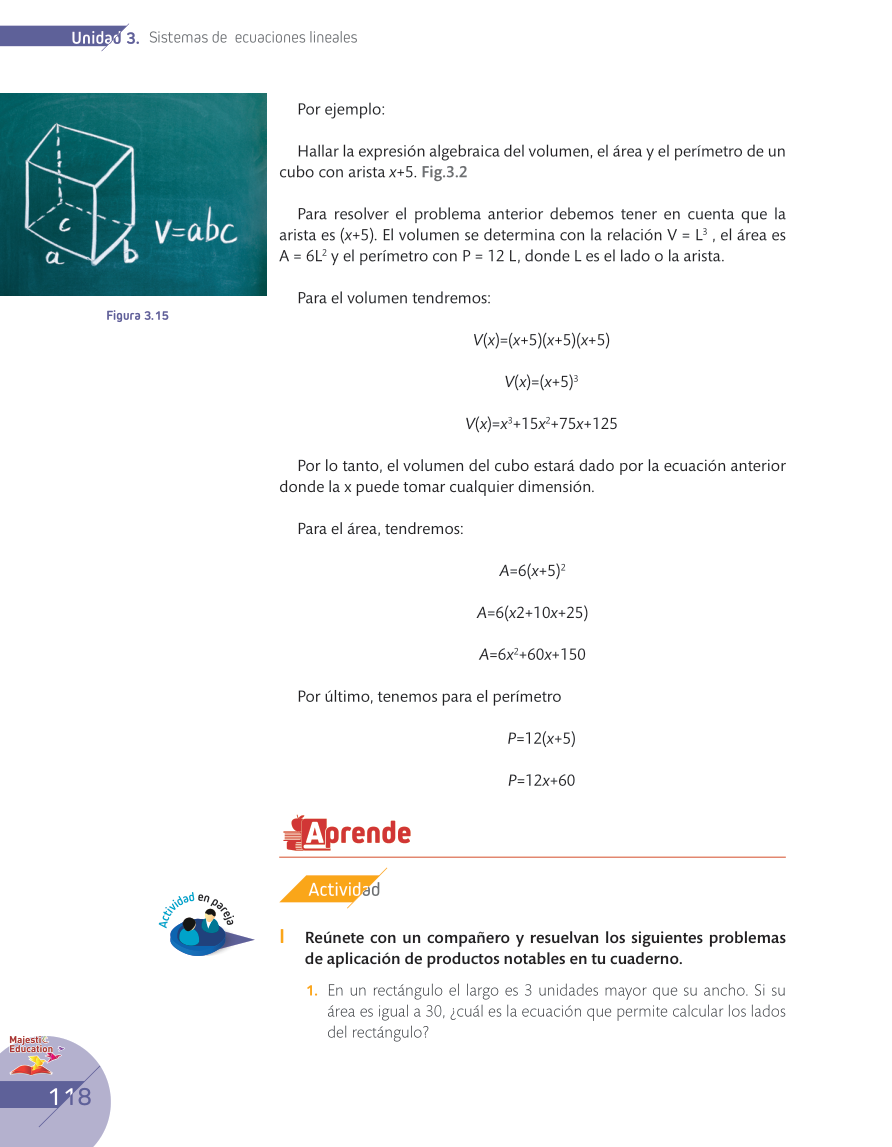 Unidad 3. Sistemas de ecuaciones lineales
c
a
b
V=abc
Figura 3.15
Por ejemplo:
Hallar la expresión algebraica del volumen, el área y el perímetro de un
cubo con arista x+5. Fig.3.2
Para resolver el problema anterior debemos tener en cuenta que la
arista es (x+5). El volumen se determina con la relación V = L³ , el área es
A = 6L² y el perímetro con P = 12 L, donde L es el lado o la arista.
Para el volumen tendremos:
V(x)=(x+5)(x+5)(x+5)
V(x)=(x+5)³
V(x)=x³+15x²+75x+125
Por lo tanto, el volumen del cubo estará dado por la ecuación anterior
donde la x puede tomar cualquier dimensión.
Para el área, tendremos:
A=6(x+5)²
A=6(x2+10x+25)
A=6x²+60x+150
Por último, tenemos para el perímetro
P=12(x+5)
P=12x+60
Aprende
Actividad
Actividad en pareja
I Reúnete con un compañero y resuelvan los siguientes problemas
de aplicación de productos notables en tu cuaderno.
1. En un rectángulo el largo es 3 unidades mayor que su ancho. Si su
área es igual a 30, ¿cuál es la ecuación que permite calcular los lados
del rectángulo?
Majestic
Education
118